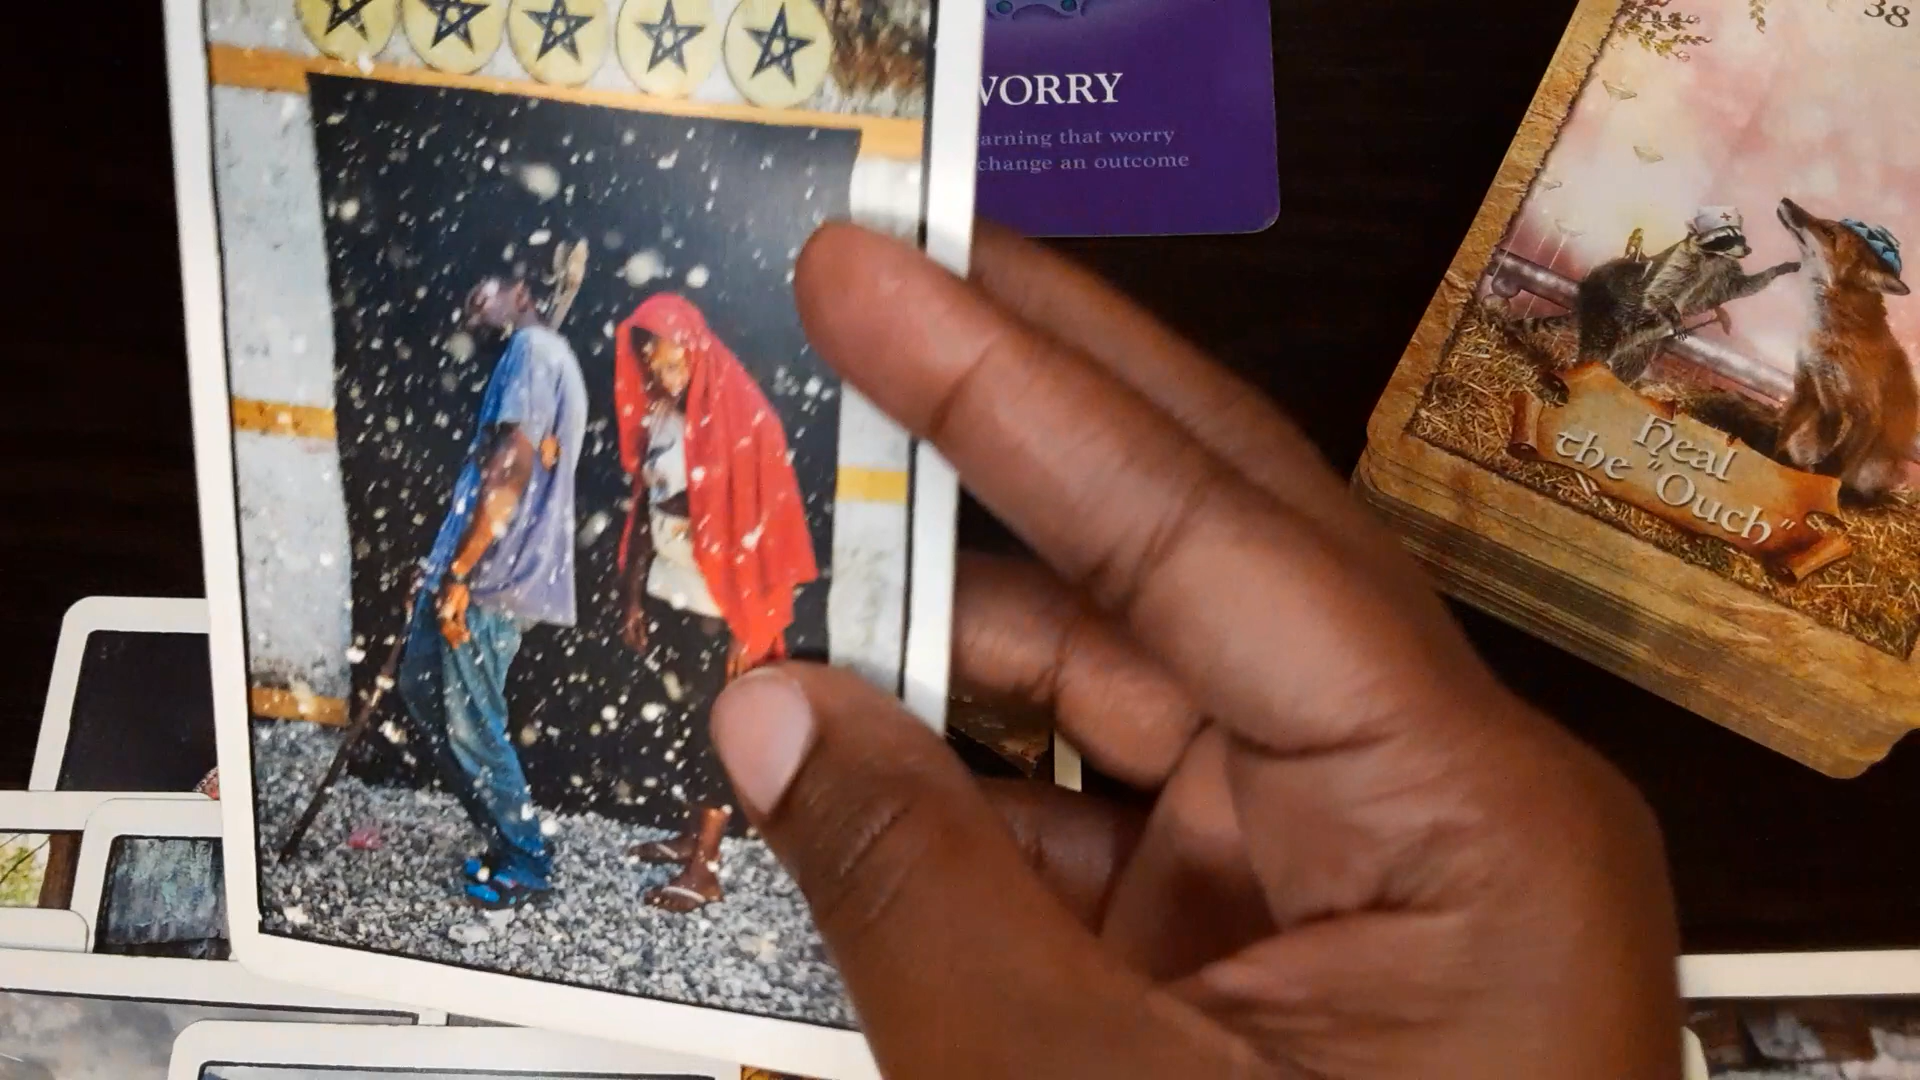 WORRY
arning that worry
change an outcome
38
Heal
the "Ouch"